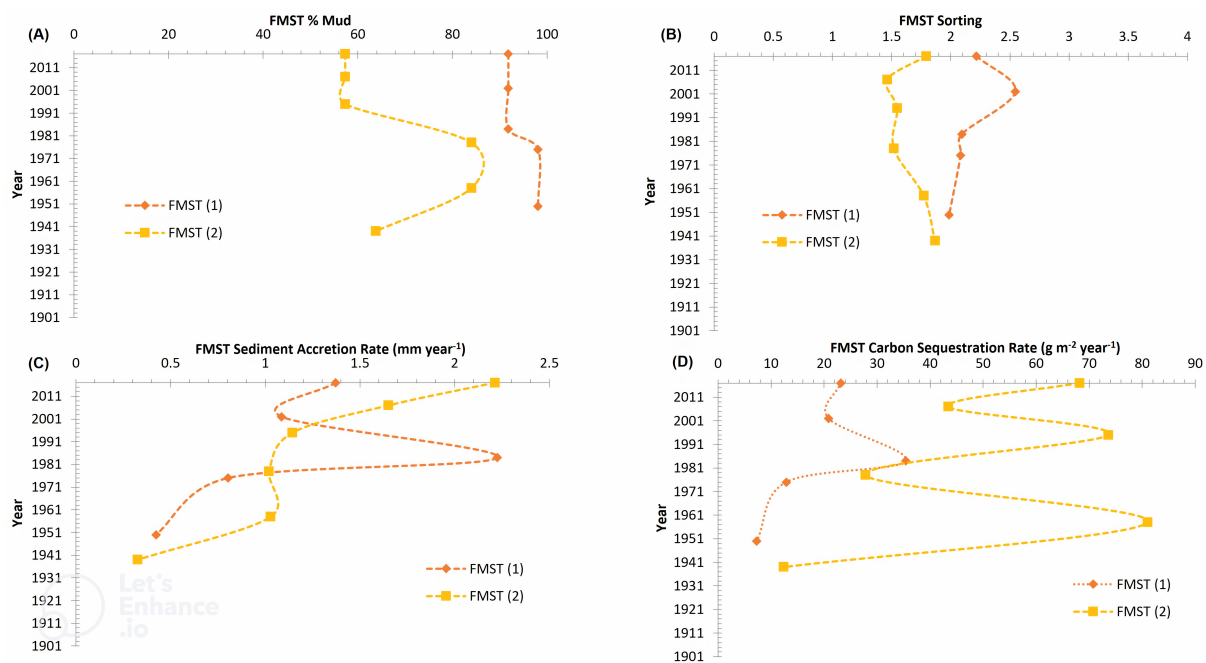 FMST % Mud
(A)
0 20 40 60 80 100
2011
2001
1991
1981
1971
1961
1951
1941
1931
1921
1911
1901
Year
FMST (1)
FMST (2)
FMST Sorting
(B)
0 0.5 1 1.5 2 2.5 3 3.5 4
2011
2001
1991
1981
1971
1961
1951
1941
1931
1921
1911
1901
Year
FMST (1)
FMST (2)
(C)
FMST Sediment Accretion Rate (mm year⁻¹)
0 0.5 1 1.5 2 2.5
2011
2001
1991
1981
1971
1961
1951
1941
1931
1921
1911
1901
Year
FMST (1)
FMST (2)
Let's
Enhance
.io
(D)
FMST Carbon Sequestration Rate (g m⁻² year⁻¹)
0 10 20 30 40 50 60 70 80 90
2011
2001
1991
1981
1971
1961
1951
1941
1931
1921
1911
1901
Year
FMST (1)
FMST (2)